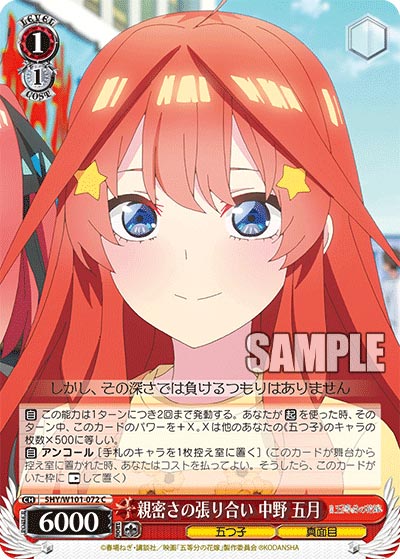 LEVEL
1
1
COST
SAMPLE
しかし、その深さでは負けるつもりはありません
自 この能力は1ターンにつき2回まで発動する。あなたが起を使った時、そのターン中、このカードのパワーを＋X。Xは他のあなたの《五つ子》のキャラの枚数×500に等しい。
自 アンコール [手札のキャラを1枚控え室に置く] （このカードが舞台から控え室に置かれた時、あなたはコストを払ってよい。そうしたら、このカードがいた枠に□置く）
CH 5HY/W101-072 C
親密さの張り合い 中野 五月
6000
五つ子
真面目
©春場ねぎ・講談社／映画「五等分の花嫁」製作委員会 ®KODANSHA